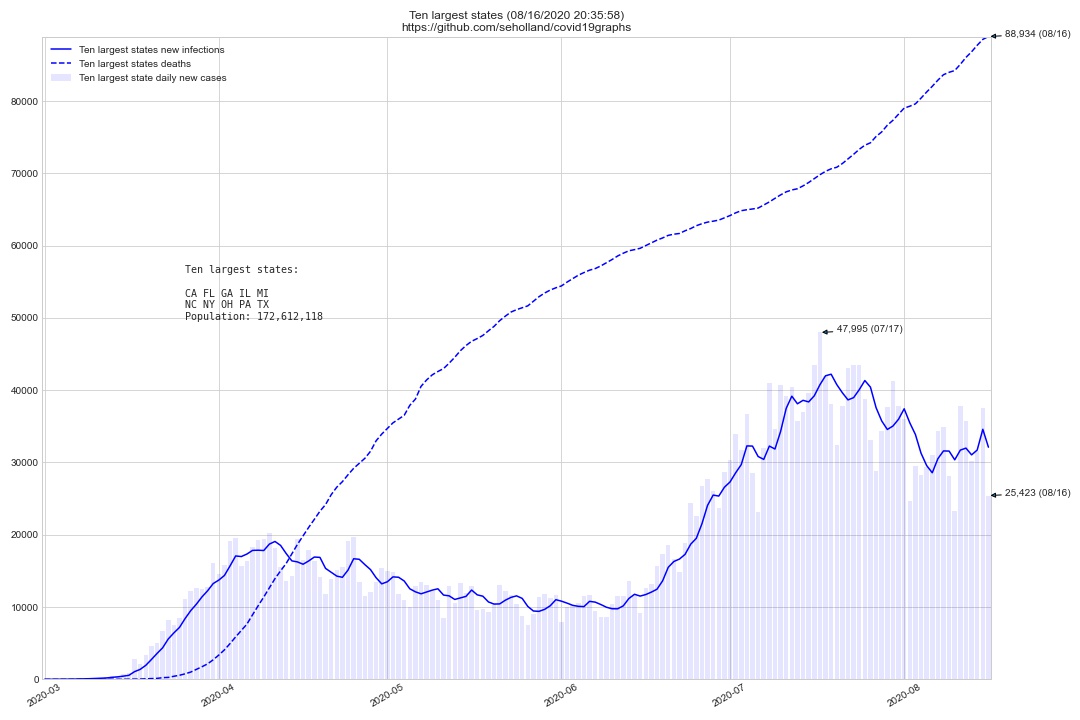 Ten largest states (08/16/2020 20:35:58)
https://github.com/seholland/covid19graphs
88,934 (08/16)
Ten largest states new infections
Ten largest states deaths
Ten largest state daily new cases
80000
70000
60000
Ten largest states:
CA FL GA IL MI
NC NY OH PA TX
Population: 172,612,118
50000
47,995 (07/17)
40000
30000
25,423 (08/16)
20000
10000
0
2020-03
2020-04
2020-05
2020-06
2020-07
2020-08